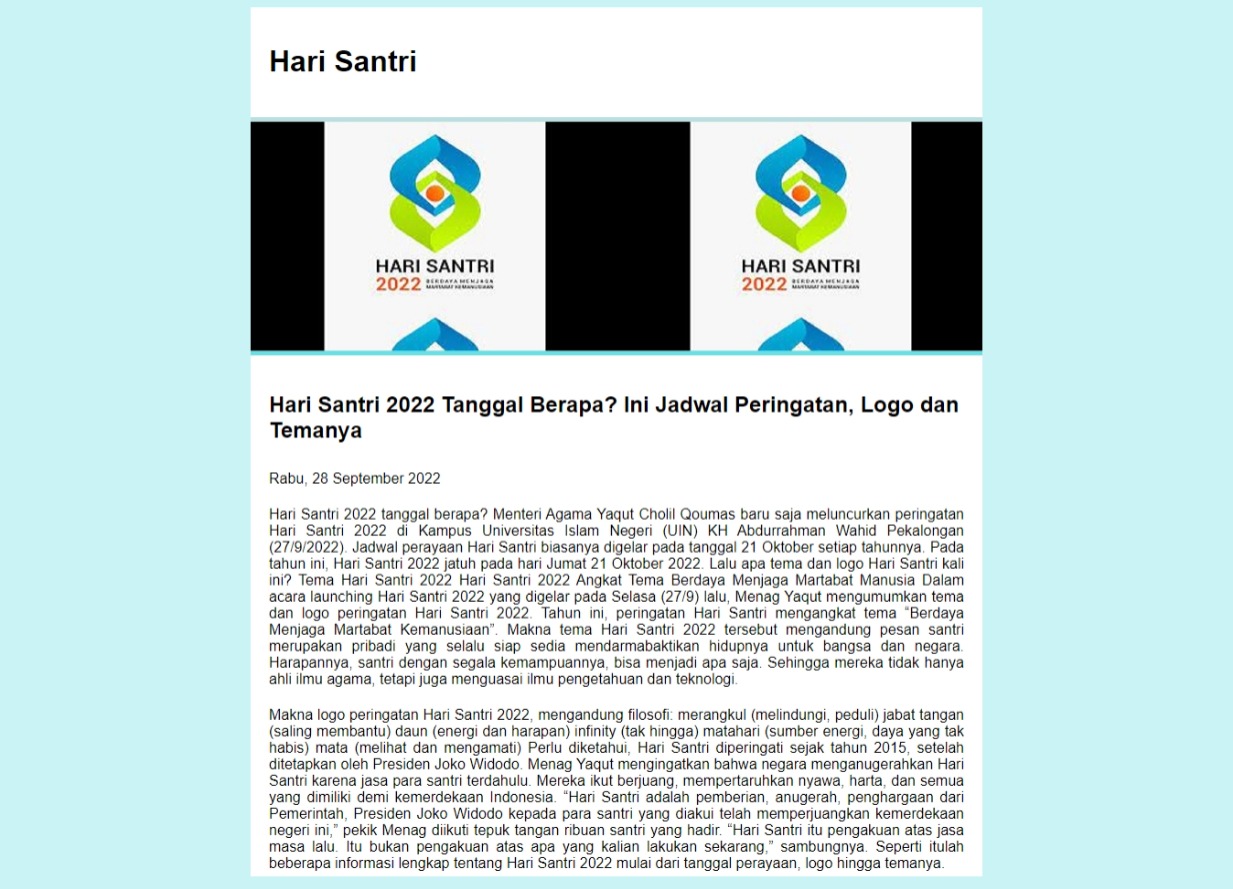 Hari Santri
HARI SANTRI
2022 BERDAYA MENJAGA
MARTABAT KEMANUSIAAN
HARI SANTRI
2022 BERDAYA MENJAGA
MARTABAT KEMANUSIAAN
Hari Santri 2022 Tanggal Berapa? Ini Jadwal Peringatan, Logo dan
Temanya
Rabu, 28 September 2022
Hari Santri 2022 tanggal berapa? Menteri Agama Yaqut Cholil Qoumas baru saja meluncurkan peringatan
Hari Santri 2022 di Kampus Universitas Islam Negeri (UIN) KH Abdurrahman Wahid Pekalongan
(27/9/2022). Jadwal perayaan Hari Santri biasanya digelar pada tanggal 21 Oktober setiap tahunnya. Pada
tahun ini, Hari Santri 2022 jatuh pada hari Jumat 21 Oktober 2022. Lalu apa tema dan logo Hari Santri kali
ini? Tema Hari Santri 2022 Hari Santri 2022 Angkat Tema Berdaya Menjaga Martabat Manusia Dalam
acara launching Hari Santri 2022 yang digelar pada Selasa (27/9) lalu, Menag Yaqut mengumumkan tema
dan logo peringatan Hari Santri 2022. Tahun ini, peringatan Hari Santri mengangkat tema “Berdaya
Menjaga Martabat Kemanusiaan”. Makna tema Hari Santri 2022 tersebut mengandung pesan santri
merupakan pribadi yang selalu siap sedia mendarmabaktikan hidupnya untuk bangsa dan negara.
Harapannya, santri dengan segala kemampuannya, bisa menjadi apa saja. Sehingga mereka tidak hanya
ahli ilmu agama, tetapi juga menguasai ilmu pengetahuan dan teknologi.
Makna logo peringatan Hari Santri 2022, mengandung filosofi: merangkul (melindungi, peduli) jabat tangan
(saling membantu) daun (energi dan harapan) infinity (tak hingga) matahari (sumber energi, daya yang tak
habis) mata (melihat dan mengamati) Perlu diketahui, Hari Santri diperingati sejak tahun 2015, setelah
ditetapkan oleh Presiden Joko Widodo. Menag Yaqut mengingatkan bahwa negara menganugerahkan Hari
Santri karena jasa para santri terdahulu. Mereka ikut berjuang, mempertaruhkan nyawa, harta, dan semua
yang dimiliki demi kemerdekaan Indonesia. “Hari Santri adalah pemberian, anugerah, penghargaan dari
Pemerintah, Presiden Joko Widodo kepada para santri yang diakui telah memperjuangkan kemerdekaan
negeri ini,” pekik Menag diikuti tepuk tangan ribuan santri yang hadir. “Hari Santri itu pengakuan atas jasa
masa lalu. Itu bukan pengakuan atas apa yang kalian lakukan sekarang,” sambungnya. Seperti itulah
beberapa informasi lengkap tentang Hari Santri 2022 mulai dari tanggal perayaan, logo hingga temanya.